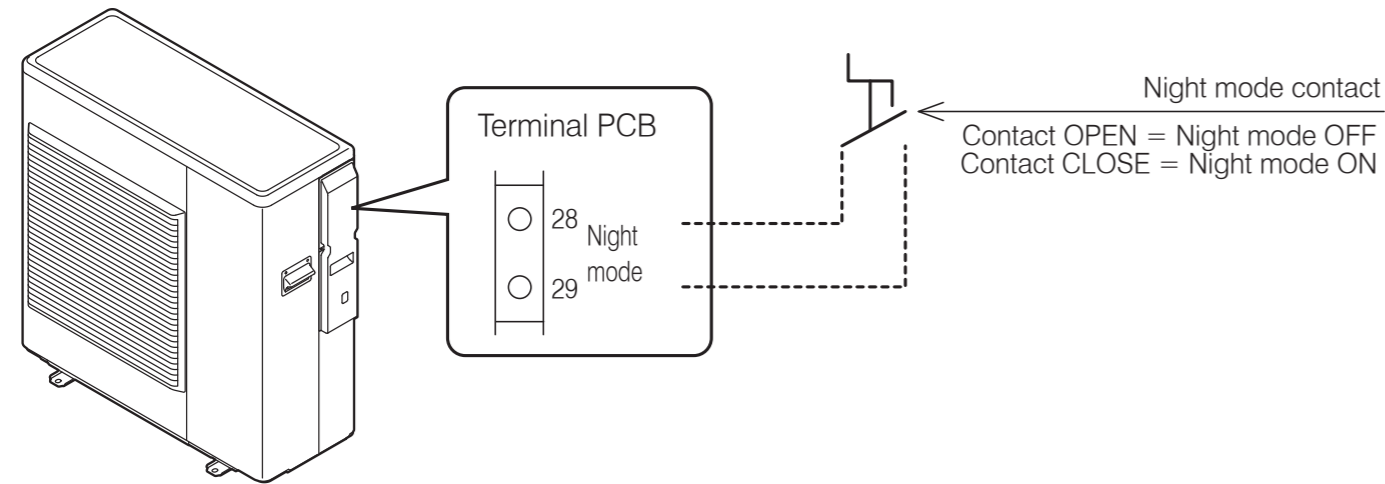 Terminal PCB
28
Night
mode
29
Night mode contact
Contact OPEN = Night mode OFF
Contact CLOSE = Night mode ON